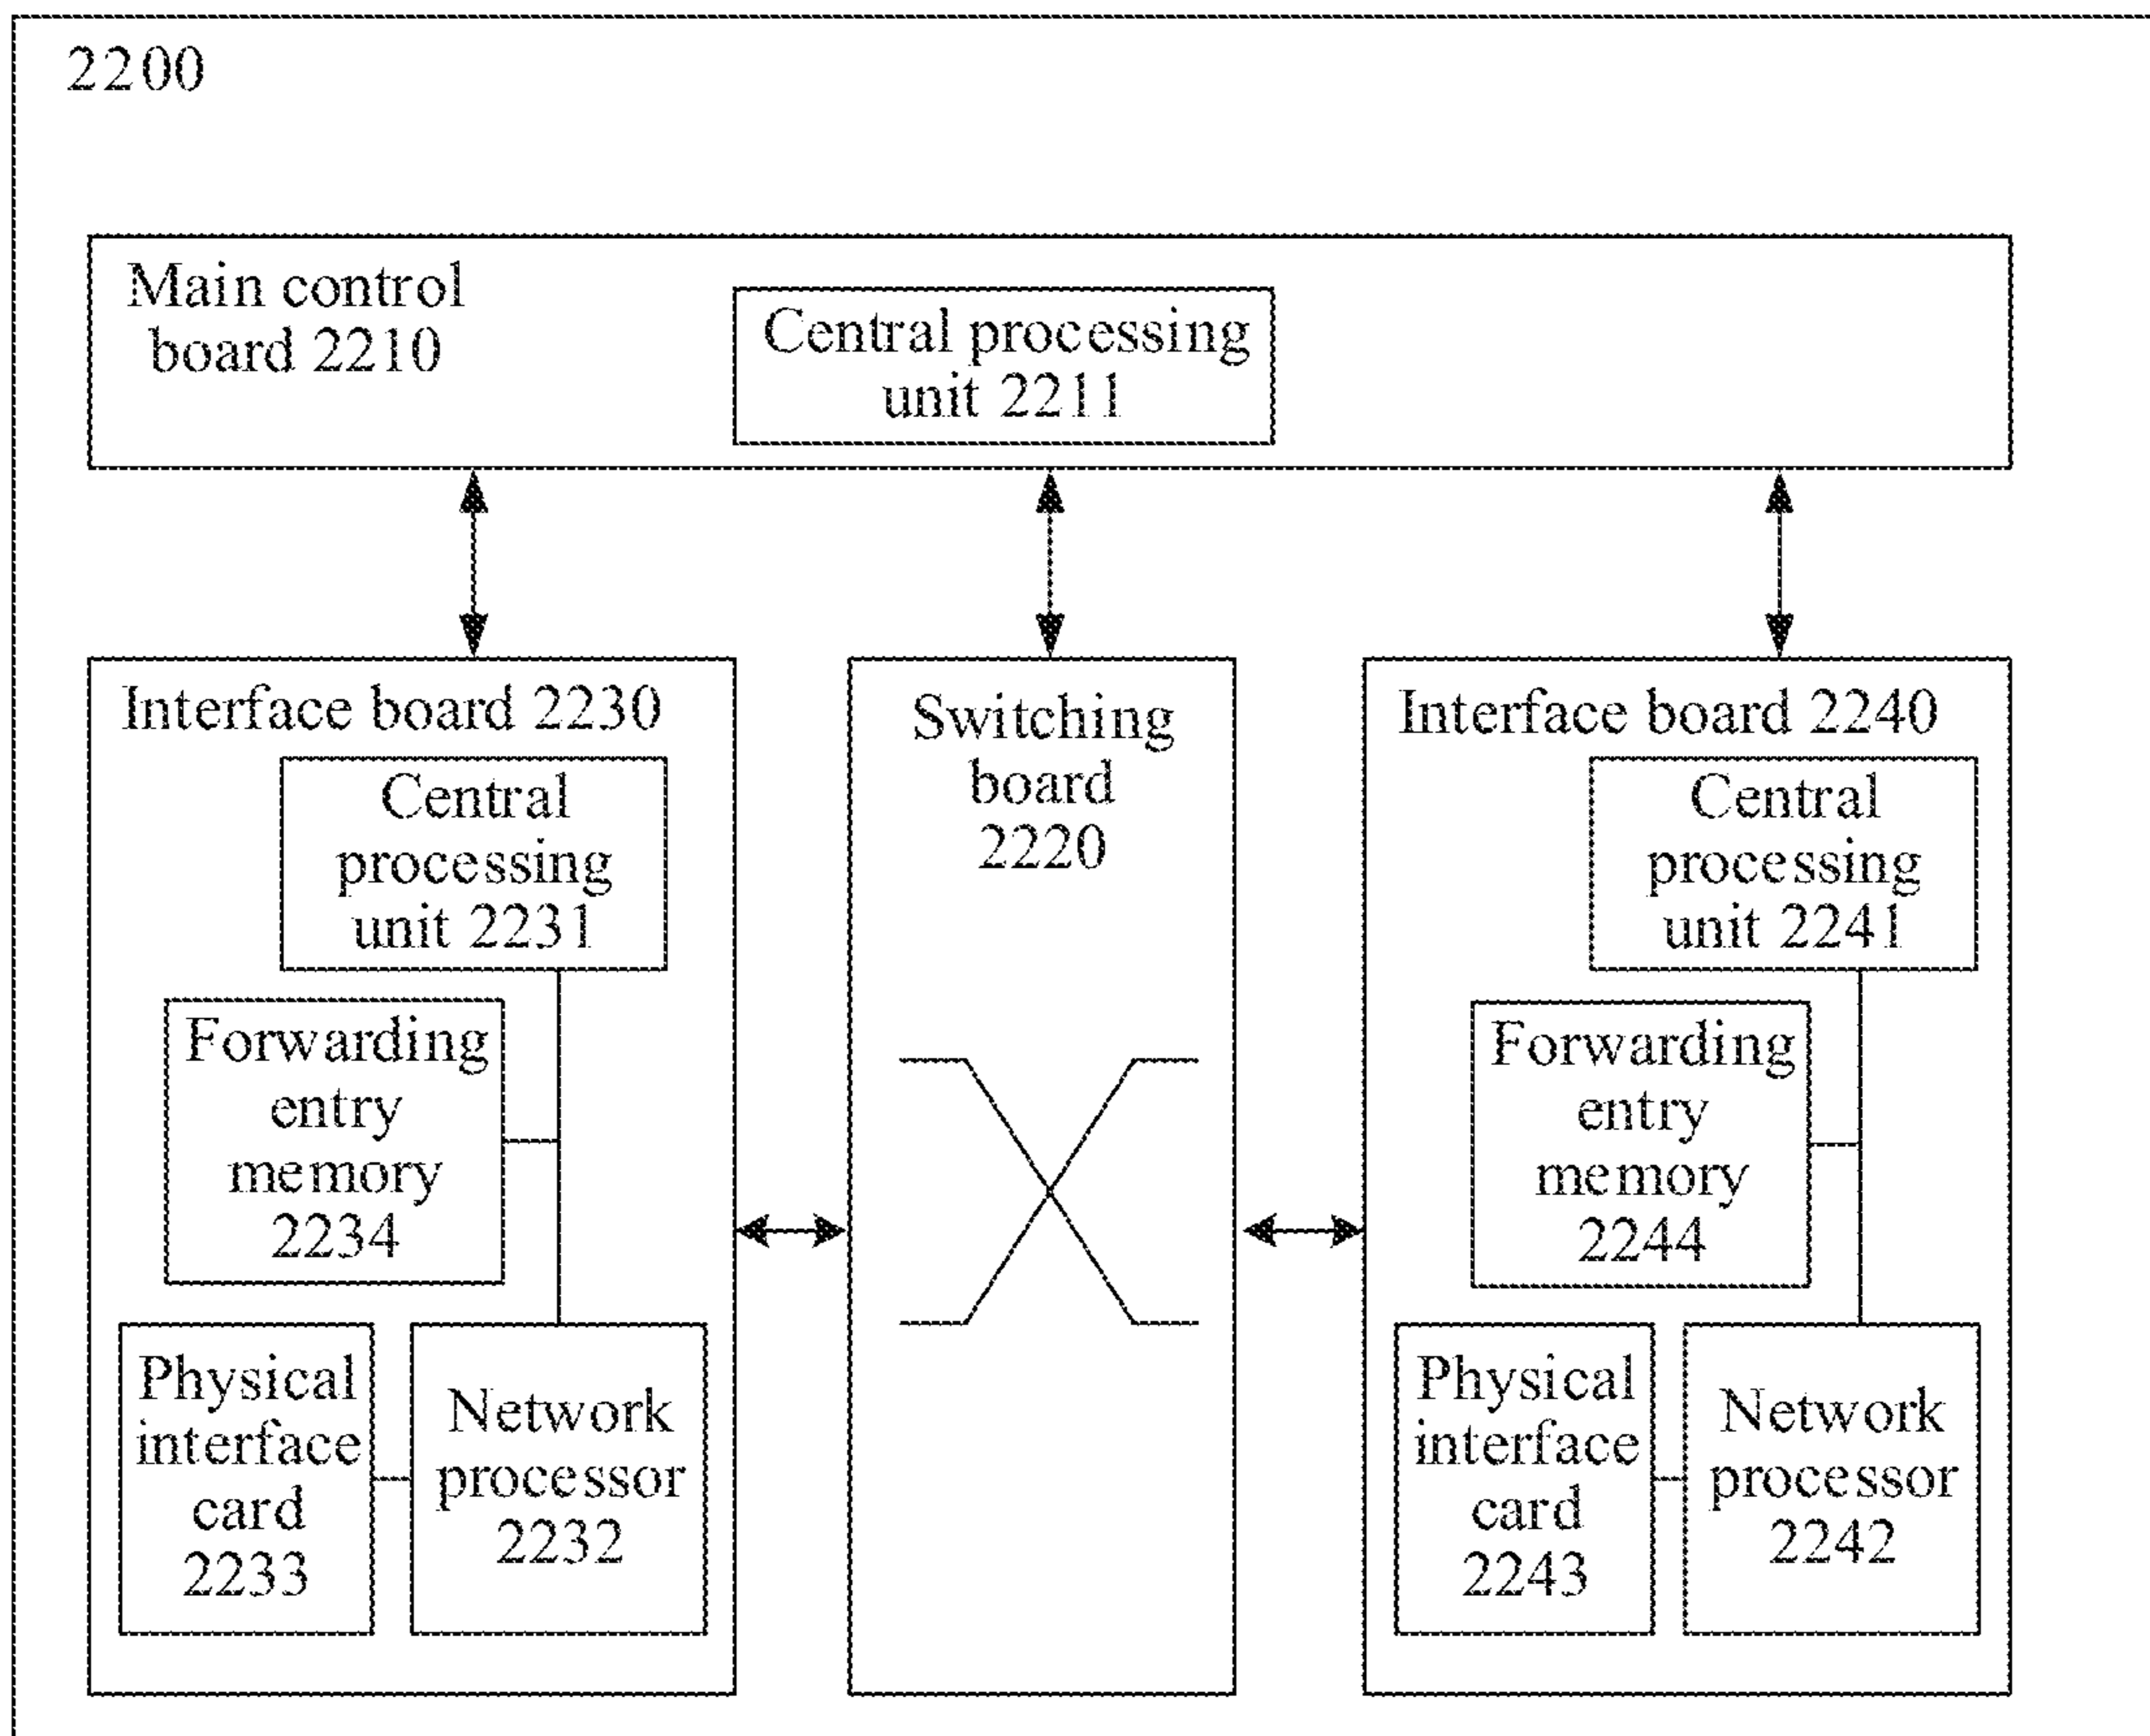 2200
Main control
board 2210
Central processing
unit 2211
Interface board 2230
Central
processing
unit 2231
Forwarding
entry
memory
2234
Physical
interface
card
2233
Network
processor
2232
Switching
board
2220
Interface board 2240
Central
processing
unit 2241
Forwarding
entry
memory
2244
Physical
interface
card
2243
Network
processor
2242